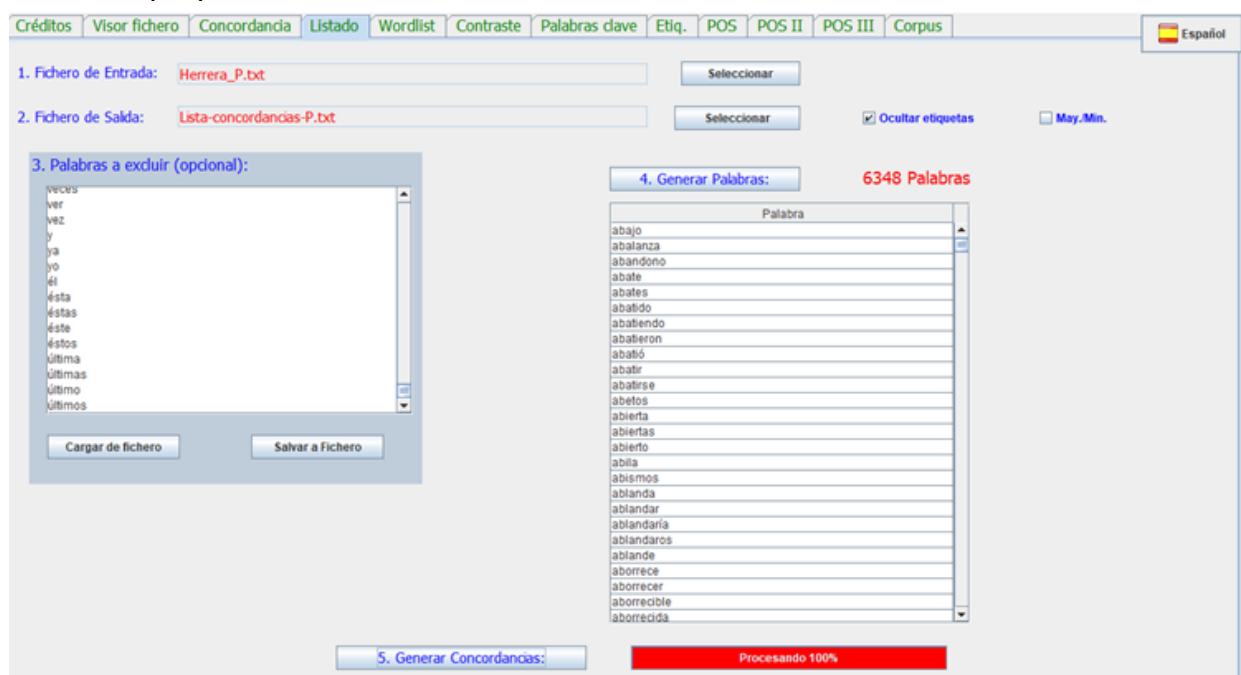 Créditos Visor fichero Concordancia Listado Wordlist Contraste Palabras clave Etiq. POS POS II POS III Corpus Español
1. Fichero de Entrada: Herrera_P.txt Seleccionar
2. Fichero de Salida: Lista-concordancias-P.txt Seleccionar Ocultar etiquetas May./Min.
3. Palabras a excluir (opcional):
veces
ver
vez
y
ya
yo
él
ésta
éstas
éste
éstos
última
últimas
último
últimos
Cargar de fichero Salvar a Fichero
4. Generar Palabras: 6348 Palabras
Palabra
abajo
abalanza
abandono
abate
abates
abatido
abatiendo
abatieron
abatió
abatir
abatirse
abetos
abierta
abiertas
abierto
abila
abismos
ablanda
ablandar
ablandaría
ablandaros
ablande
aborrece
aborrecer
aborrecible
aborrecida
5. Generar Concordancias: Procesando 100%